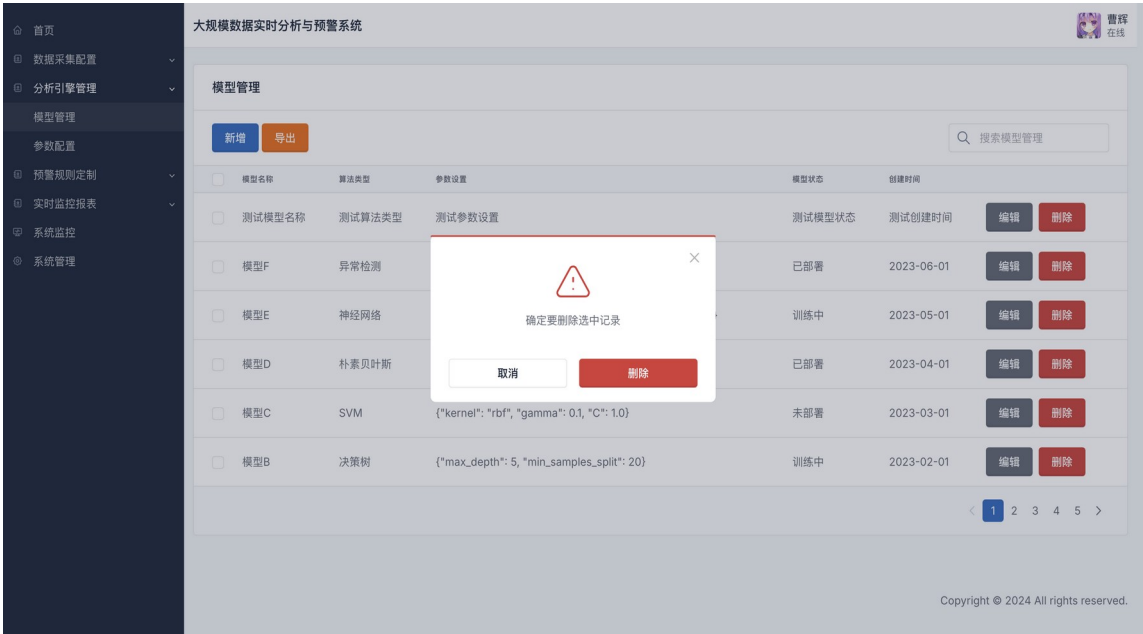 首页
数据采集配置
分析引擎管理
模型管理
参数配置
预警规则定制
实时监控报表
系统监控
系统管理
大规模数据实时分析与预警系统
曹辉
在线
模型管理
新增 导出 搜索模型管理
模型名称 算法类型 参数设置 模型状态 创建时间
测试模型名称 测试算法类型 测试参数设置 测试模型状态 测试创建时间 编辑 删除
模型F 异常检测 已部署 2023-06-01 编辑 删除
模型E 神经网络 训练中 2023-05-01 编辑 删除
模型D 朴素贝叶斯 已部署 2023-04-01 编辑 删除
模型C SVM {"kernel": "rbf", "gamma": 0.1, "C": 1.0} 未部署 2023-03-01 编辑 删除
模型B 决策树 {"max_depth": 5, "min_samples_split": 20} 训练中 2023-02-01 编辑 删除
确定要删除选中记录
取消 删除
1 2 3 4 5
Copyright © 2024 All rights reserved.